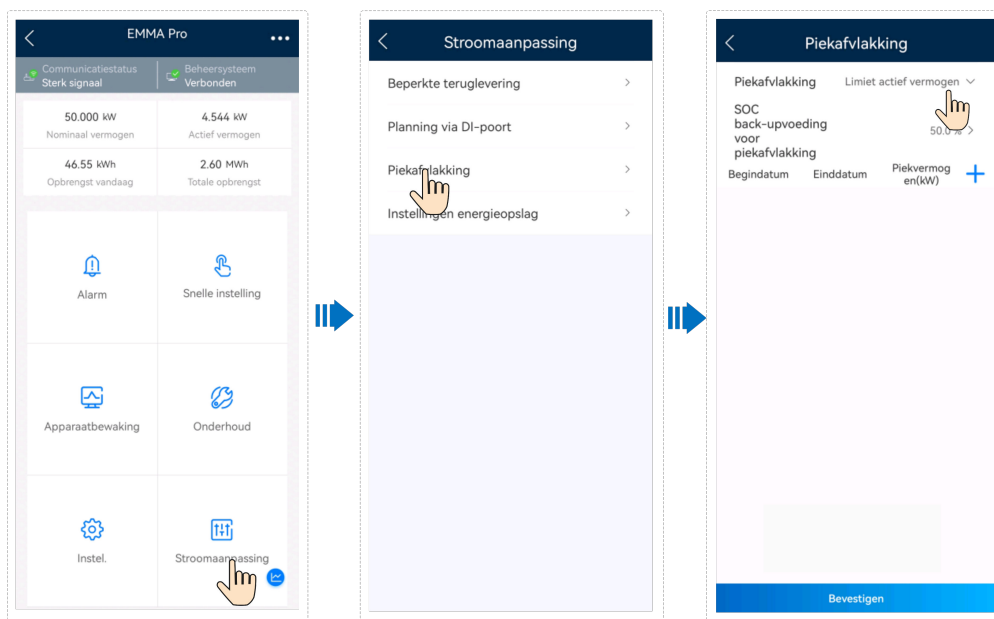 EMMA Pro
Communicatiestatus
Sterk signaal
Beheersysteem
Verbonden
50.000 kW
Nominaal vermogen
4.544 kW
Actief vermogen
46.55 kWh
Opbrengst vandaag
2.60 MWh
Totale opbrengst
Alarm
Snelle instelling
Apparaatbewaking
Onderhoud
Instel.
Stroomaanpassing
Stroomaanpassing
Beperkte teruglevering
Planning via DI-poort
Piekafvlakking
Instellingen energieopslag
Piekafvlakking
Piekafvlakking
Limiet actief vermogen
SOC
back-upvoeding
voor
piekafvlakking
50.0 %
Begindatum
Einddatum
Piekvermog
en(kW)
Bevestigen